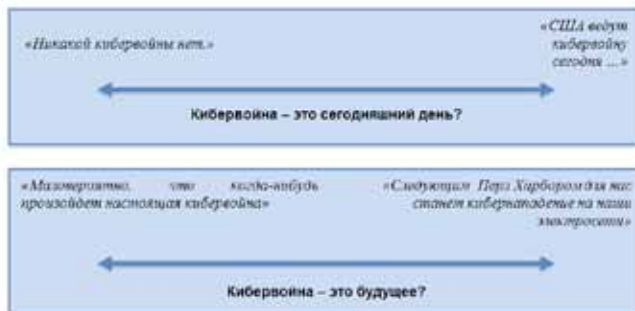 «США ведут
«Никакой кибервойны нет.» кибервойну
сегодня ...»
Кибервойна – это сегодняшний день?
«Маловероятно, что когда-нибудь
произойдет настоящая кибервойна»
«Следующим Перл Харбором для нас
станет кибернападение на наши
электросети»
Кибервойна – это будущее?